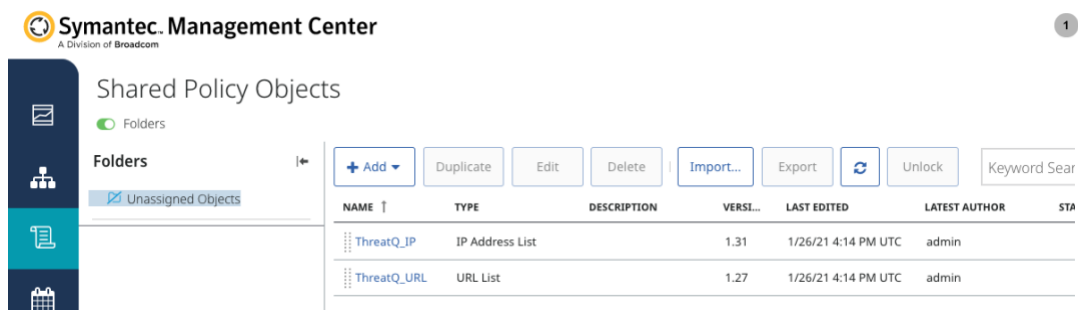 Symantec™ Management Center
A Division of Broadcom
1
Shared Policy Objects
Folders
Folders
Unassigned Objects
+ Add Duplicate Edit Delete Import... Export Unlock Keyword Sear
NAME ↑ TYPE DESCRIPTION VERSI... LAST EDITED LATEST AUTHOR STA
ThreatQ_IP IP Address List 1.31 1/26/21 4:14 PM UTC admin
ThreatQ_URL URL List 1.27 1/26/21 4:14 PM UTC admin